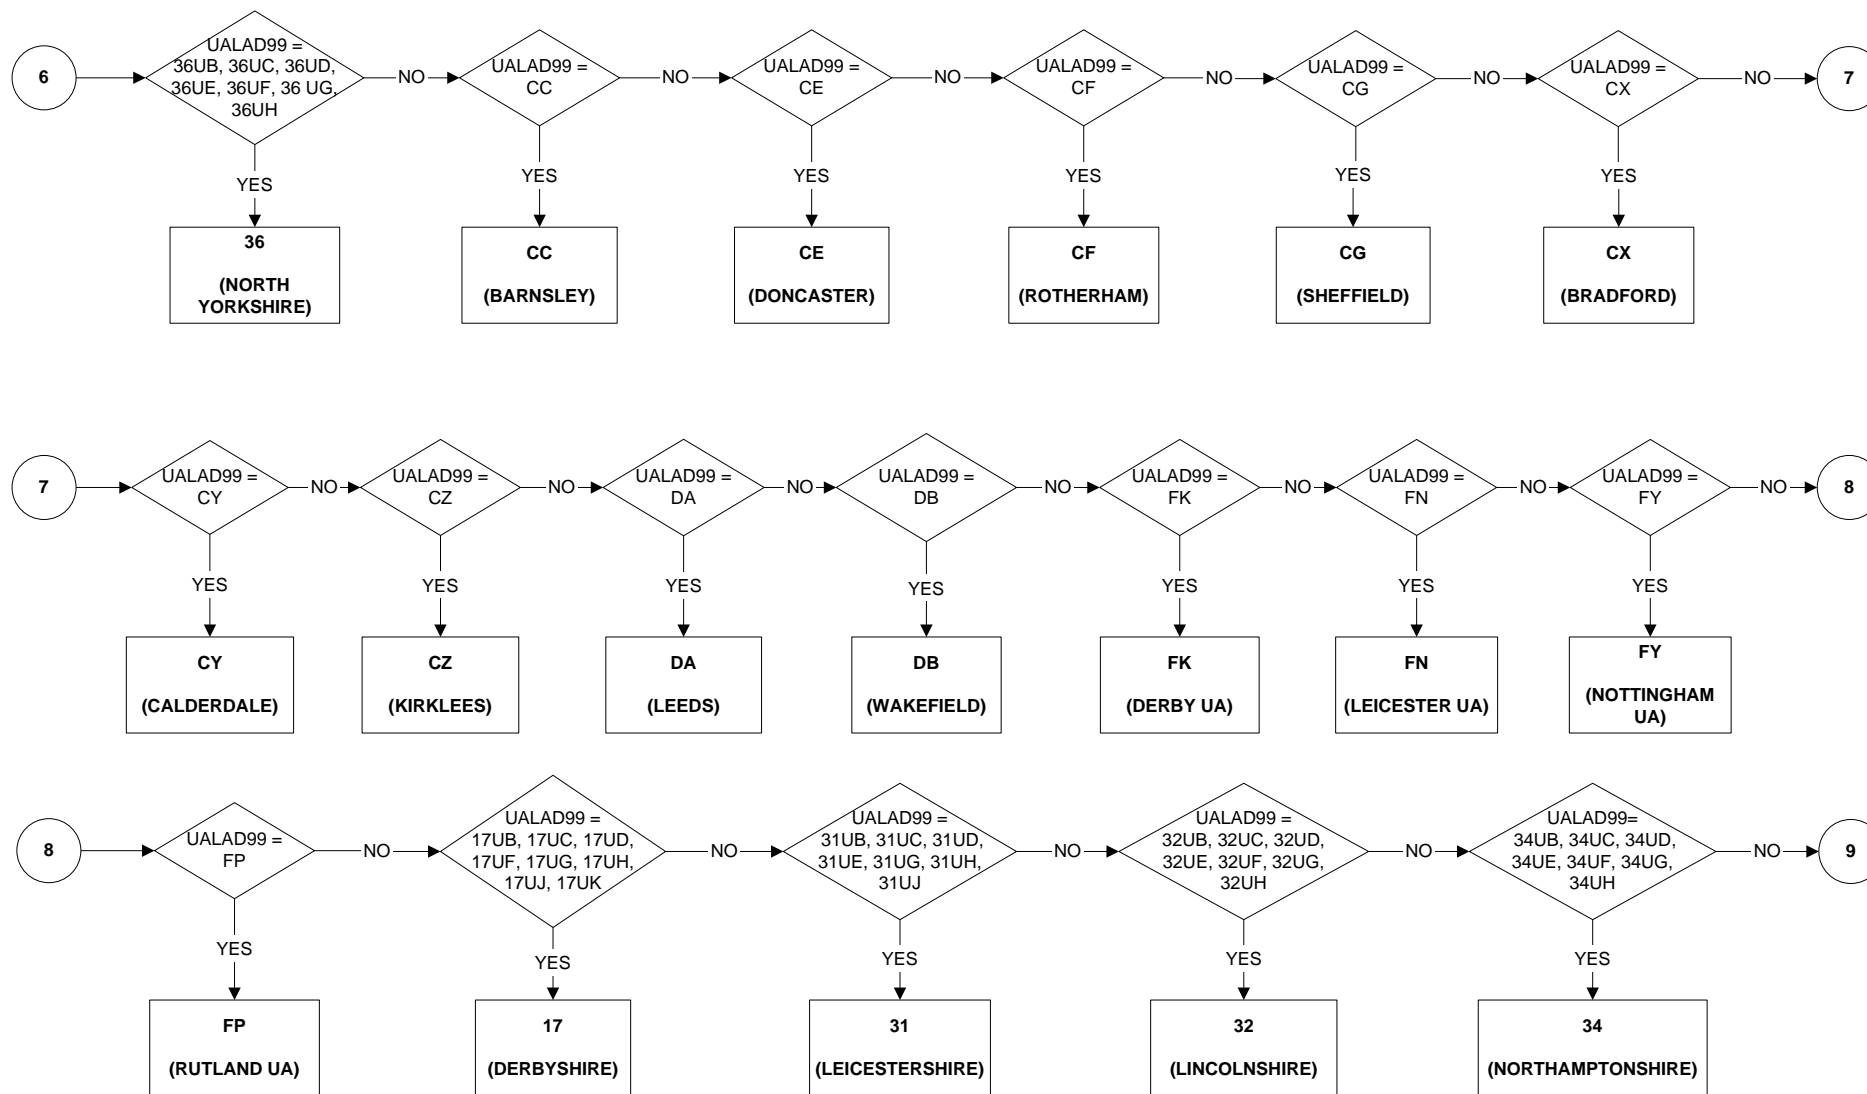 6
UALAD99 =
36UB, 36UC, 36UD,
36UE, 36UF, 36 UG,
36UH
NO
UALAD99 =
CC
NO
UALAD99 =
CE
NO
UALAD99 =
CF
NO
UALAD99 =
CG
NO
UALAD99 =
CX
NO
7
YES
YES
YES
YES
YES
YES
36
(NORTH
YORKSHIRE)
CC
(BARNSLEY)
CE
(DONCASTER)
CF
(ROTHERHAM)
CG
(SHEFFIELD)
CX
(BRADFORD)
7
UALAD99 =
CY
NO
UALAD99 =
CZ
NO
UALAD99 =
DA
NO
UALAD99 =
DB
NO
UALAD99 =
FK
NO
UALAD99 =
FN
NO
UALAD99 =
FY
NO
8
YES
YES
YES
YES
YES
YES
YES
CY
(CALDERDALE)
CZ
(KIRKLEES)
DA
(LEEDS)
DB
(WAKEFIELD)
FK
(DERBY UA)
FN
(LEICESTER UA)
FY
(NOTTINGHAM
UA)
8
UALAD99 =
FP
NO
UALAD99 =
17UB, 17UC, 17UD,
17UF, 17UG, 17UH,
17UJ, 17UK
NO
UALAD99 =
31UB, 31UC, 31UD,
31UE, 31UG, 31UH,
31UJ
NO
UALAD99 =
32UB, 32UC, 32UD,
32UE, 32UF, 32UG,
32UH
NO
UALAD99=
34UB, 34UC, 34UD,
34UE, 34UF, 34UG,
34UH
NO
9
YES
YES
YES
YES
YES
FP
(RUTLAND UA)
17
(DERBYSHIRE)
31
(LEICESTERSHIRE)
32
(LINCOLNSHIRE)
34
(NORTHAMPTONSHIRE)